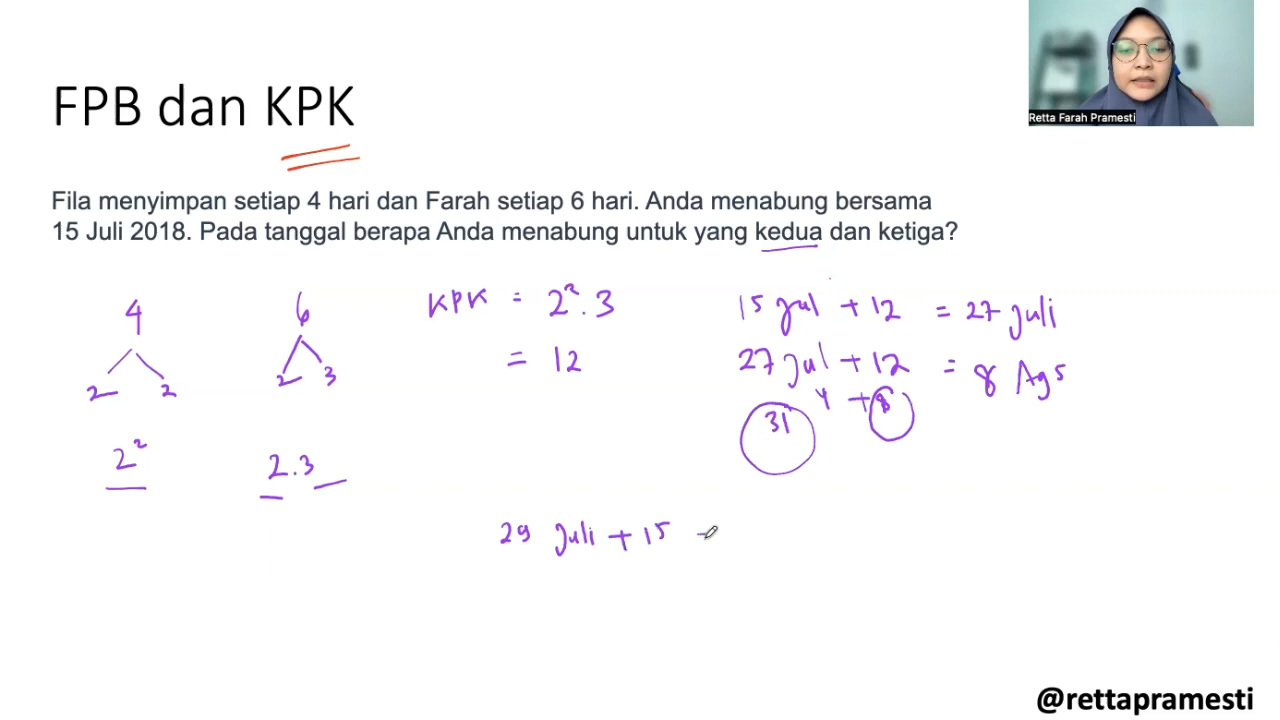 Retta Farah Pramesti
FPB dan KPK
Fila menyimpan setiap 4 hari dan Farah setiap 6 hari. Anda menabung bersama
15 Juli 2018. Pada tanggal berapa Anda menabung untuk yang kedua dan ketiga?
4
6
2 2
2 3
2²
2.3
KPK = 2².3
= 12
15 Jul + 12 = 27 Juli
27 Jul + 12 = 8 Ags
4 + 8
31
29 Juli + 15
@rettapramesti